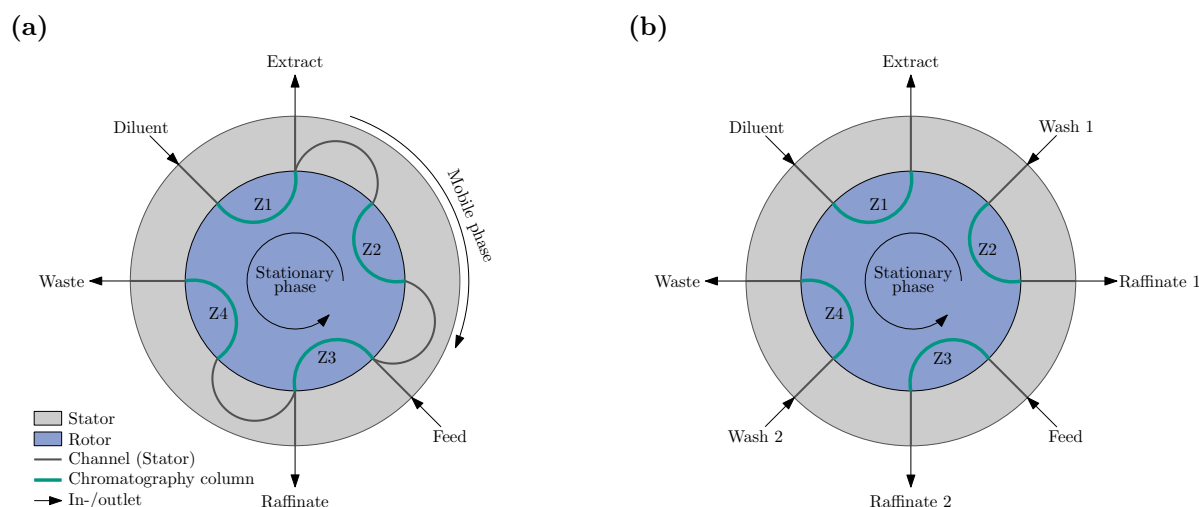 (a)
Extract
Diluent
Z1
Mobile phase
Z2
Stationary
phase
Waste
Z4
Z3
Feed
Raffinate
Stator
Rotor
Channel (Stator)
Chromatography column
In-/outlet
(b)
Extract
Diluent
Wash 1
Z1
Z2
Stationary
phase
Waste
Raffinate 1
Z4
Z3
Wash 2
Feed
Raffinate 2